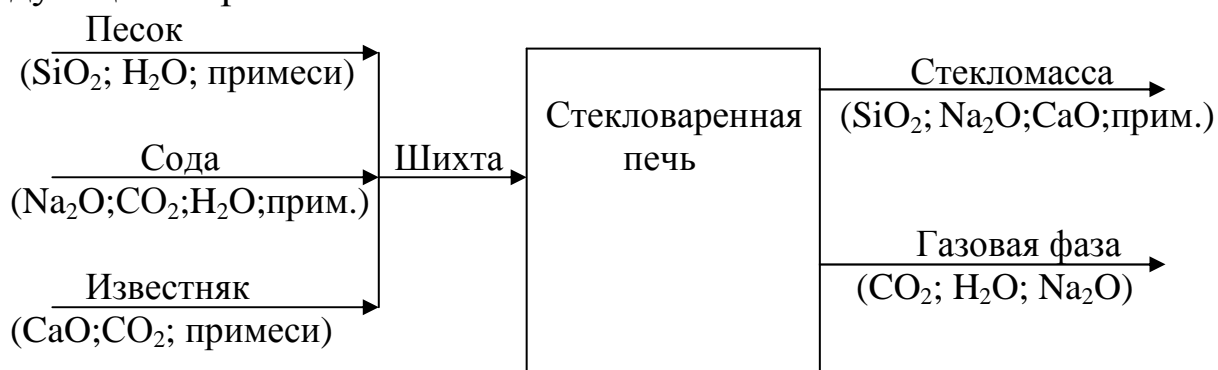 Песок
(SiO₂; H₂O; примеси)
Сода
(Na₂O;CO₂;H₂O;прим.)
Известняк
(CaO;CO₂; примеси)
Шихта
Стекловаренная
печь
Стекломасса
(SiO₂; Na₂O;CaO;прим.)
Газовая фаза
(CO₂; H₂O; Na₂O)